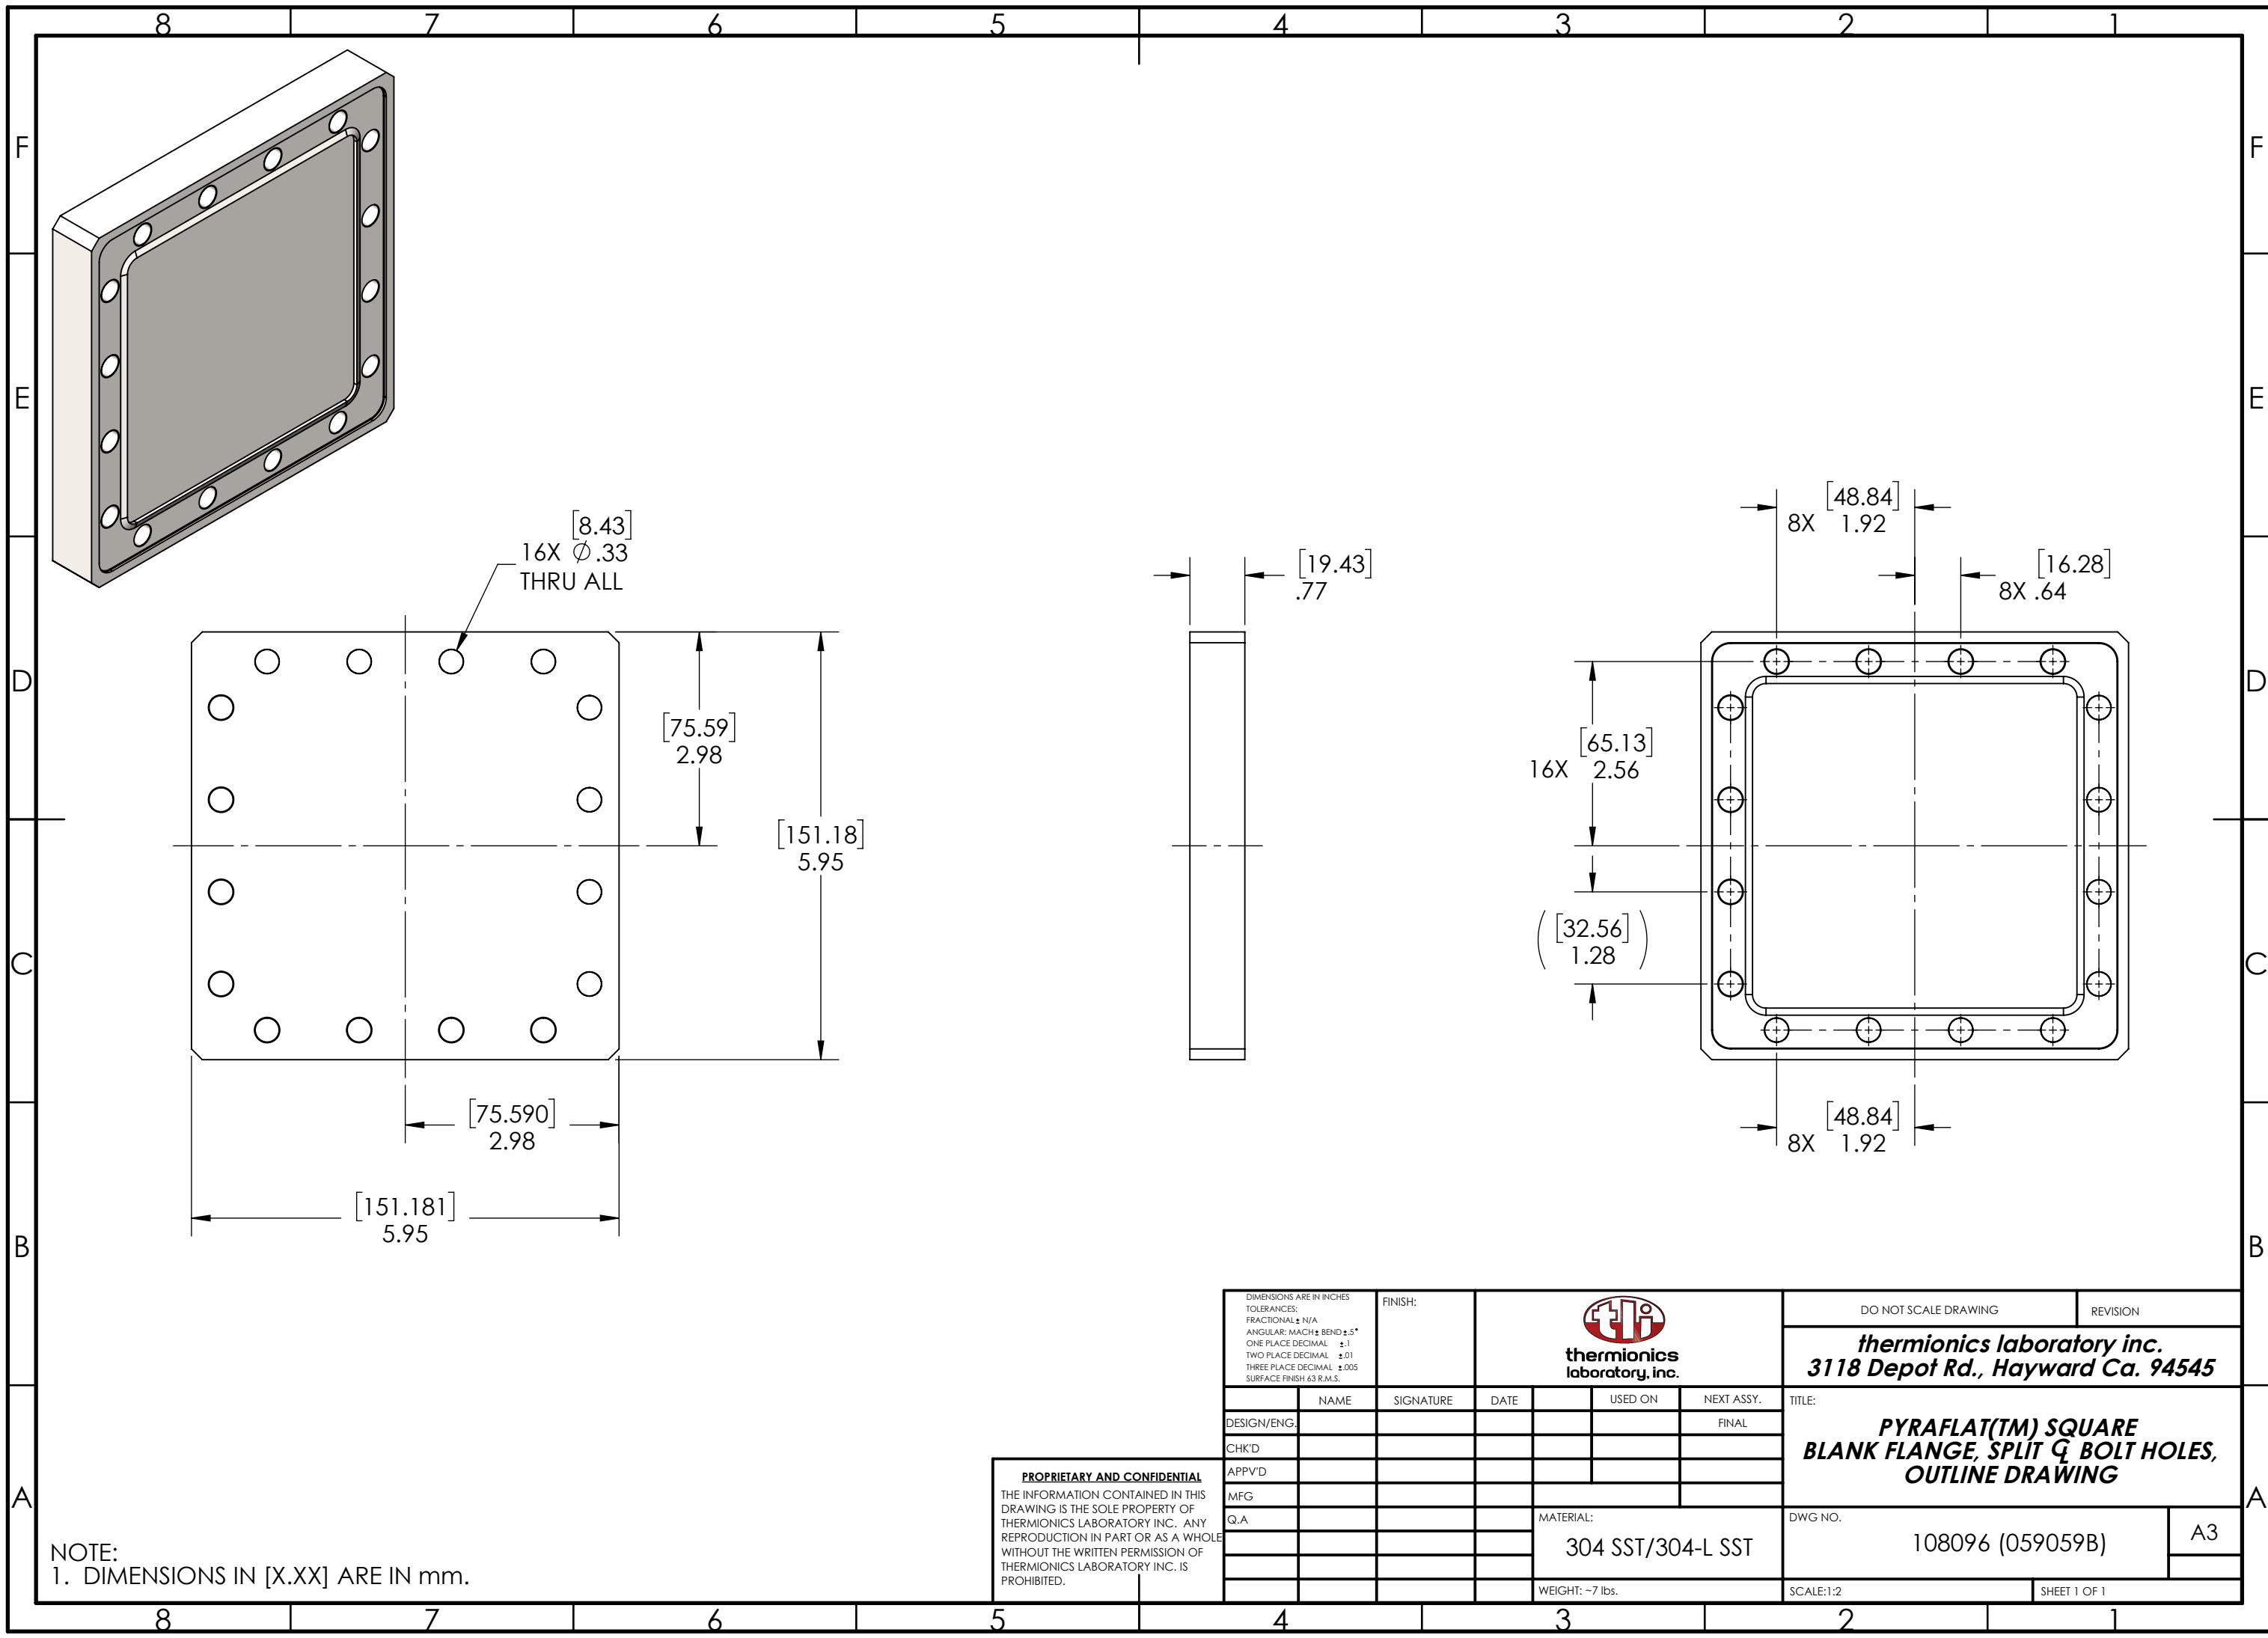 8 7 6 5 4 3 2 1
F F
E E
D D
C C
B B
A A
[8.43]
16X ∅ .33
THRU ALL
[75.59]
2.98
[151.18]
5.95
[75.590]
2.98
[151.181]
5.95
[19.43]
.77
[48.84]
8X 1.92
[16.28]
8X .64
[65.13]
16X 2.56
([32.56]
1.28)
[48.84]
8X 1.92
NOTE:
1. DIMENSIONS IN [X.XX] ARE IN mm.
PROPRIETARY AND CONFIDENTIAL
THE INFORMATION CONTAINED IN THIS
DRAWING IS THE SOLE PROPERTY OF
THERMIONICS LABORATORY INC. ANY
REPRODUCTION IN PART OR AS A WHOLE
WITHOUT THE WRITTEN PERMISSION OF
THERMIONICS LABORATORY INC. IS
PROHIBITED.
DIMENSIONS ARE IN INCHES
TOLERANCES:
FRACTIONAL ± N/A
ANGULAR: MACH ± BEND ±.5°
ONE PLACE DECIMAL ±.1
TWO PLACE DECIMAL ±.01
THREE PLACE DECIMAL ±.005
SURFACE FINISH 63 R.M.S.
FINISH:
tli
thermionics
laboratory, inc.
DO NOT SCALE DRAWING
REVISION
thermionics laboratory inc.
3118 Depot Rd., Hayward Ca. 94545
NAME SIGNATURE DATE USED ON NEXT ASSY.
DESIGN/ENG. FINAL
CHK'D
APPV'D
MFG
Q.A
TITLE:
PYRAFLAT(TM) SQUARE
BLANK FLANGE, SPLIT ℄ BOLT HOLES,
OUTLINE DRAWING
MATERIAL:
304 SST/304-L SST
WEIGHT: ~7 lbs.
DWG NO.
108096 (059059B)
A3
SCALE:1:2
SHEET 1 OF 1
8 7 6 5 4 3 2 1